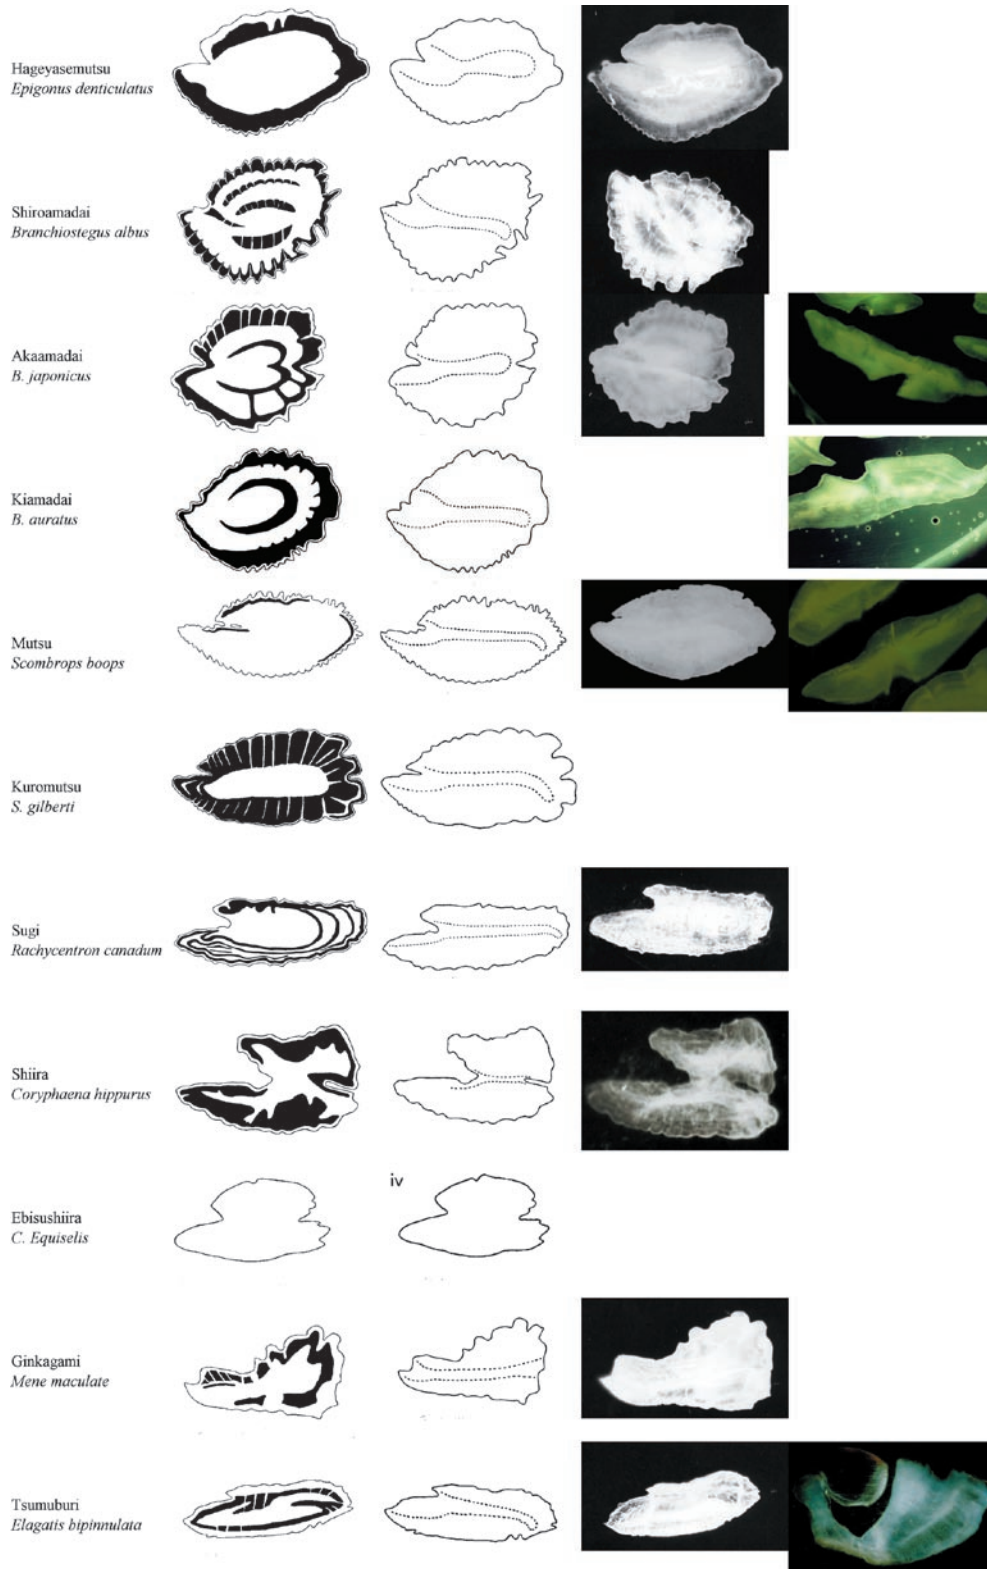 Hageyasemutsu
Epigonus denticulatus
Shiroamadai
Branchiostegus albus
Akaamadai
B. japonicus
Kiamadai
B. auratus
Mutsu
Scombrops boops
Kuromutsu
S. gilberti
Sugi
Rachycentron canadum
Shiira
Coryphaena hippurus
iv
Ebisushiira
C. Equiselis
Ginkagami
Mene maculate
Tsumuburi
Elagatis bipinnulata